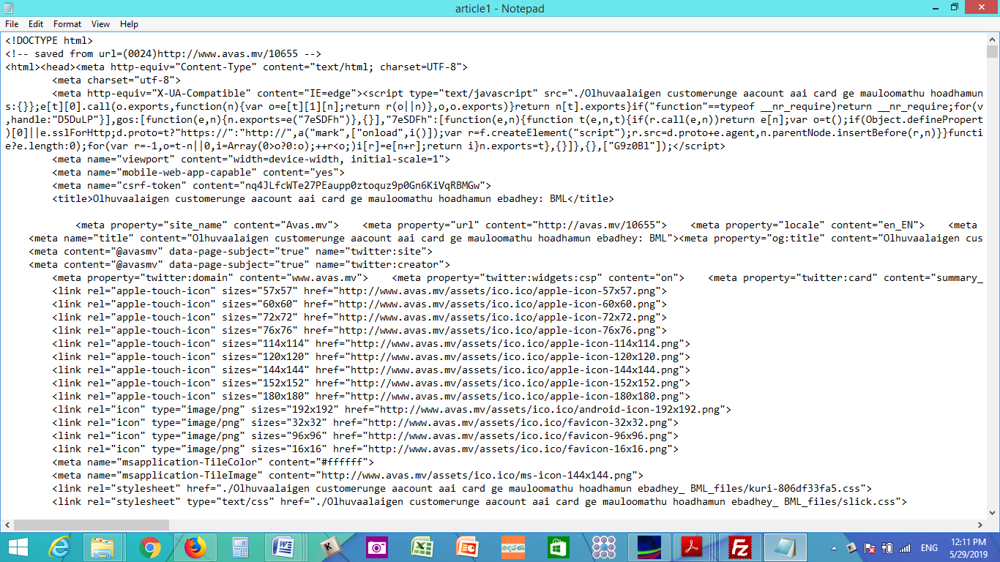 article1 - Notepad
File Edit Format View Help
<!DOCTYPE html>
<!-- saved from url=(0024)http://www.avas.mv/10655 -->
<html><head><meta http-equiv="Content-Type" content="text/html; charset=UTF-8">
<meta charset="utf-8">
<meta http-equiv="X-UA-Compatible" content="IE=edge"><script type="text/javascript" src="./Olhuvaalaigen customerunge aacount aai card ge mauloomathu hoadhamun
s:{}};e[t][0].call(o.exports,function(n){var o=e[t][1][n];return r(o||n)},o,o.exports)}return n[t].exports}if("function"==typeof __nr_require)return __nr_require;for(v
,handle:"D5DuLP"}],gos:[function(e,n){n.exports=e("7eSDFh")},{}],"7eSDFh":[function(e,n){function t(e,n,t){if(r.call(e,n))return e[n];var o=t();if(Object.definePropert
)[0]||e.sslForHttp;d.proto=t?"https://":"http://",a("mark",["onload",i()]);var r=f.createElement("script");r.src=d.proto+e.agent,n.parentNode.insertBefore(r,n)}}functi
e?e.length:0);for(var r=-1,o=t-n||0,i=Array(0>o?0:o);++r<o;)i[r]=e[n+r];return i}n.exports=t},{}]},{},["G9z0Bl"]);</script>
<meta name="viewport" content="width=device-width, initial-scale=1">
<meta name="mobile-web-app-capable" content="yes">
<meta name="csrf-token" content="nq4JLfcWTe27PEaupp0ztoquz9p0Gn6KiVqRBMGw">
<title>Olhuvaalaigen customerunge aacount aai card ge mauloomathu hoadhamun ebadhey: BML</title>
<meta property="site_name" content="Avas.mv"> <meta property="url" content="http://avas.mv/10655"> <meta property="locale" content="en_EN"> <meta
<meta name="title" content="Olhuvaalaigen customerunge aacount aai card ge mauloomathu hoadhamun ebadhey: BML"><meta property="og:title" content="Olhuvaalaigen cus
<meta content="@avasmv" data-page-subject="true" name="twitter:site">
<meta content="@avasmv" data-page-subject="true" name="twitter:creator">
<meta property="twitter:domain" content="www.avas.mv"> <meta property="twitter:widgets:csp" content="on"> <meta property="twitter:card" content="summary_
<link rel="apple-touch-icon" sizes="57x57" href="http://www.avas.mv/assets/ico.ico/apple-icon-57x57.png">
<link rel="apple-touch-icon" sizes="60x60" href="http://www.avas.mv/assets/ico.ico/apple-icon-60x60.png">
<link rel="apple-touch-icon" sizes="72x72" href="http://www.avas.mv/assets/ico.ico/apple-icon-72x72.png">
<link rel="apple-touch-icon" sizes="76x76" href="http://www.avas.mv/assets/ico.ico/apple-icon-76x76.png">
<link rel="apple-touch-icon" sizes="114x114" href="http://www.avas.mv/assets/ico.ico/apple-icon-114x114.png">
<link rel="apple-touch-icon" sizes="120x120" href="http://www.avas.mv/assets/ico.ico/apple-icon-120x120.png">
<link rel="apple-touch-icon" sizes="144x144" href="http://www.avas.mv/assets/ico.ico/apple-icon-144x144.png">
<link rel="apple-touch-icon" sizes="152x152" href="http://www.avas.mv/assets/ico.ico/apple-icon-152x152.png">
<link rel="apple-touch-icon" sizes="180x180" href="http://www.avas.mv/assets/ico.ico/apple-icon-180x180.png">
<link rel="icon" type="image/png" sizes="192x192" href="http://www.avas.mv/assets/ico.ico/android-icon-192x192.png">
<link rel="icon" type="image/png" sizes="32x32" href="http://www.avas.mv/assets/ico.ico/favicon-32x32.png">
<link rel="icon" type="image/png" sizes="96x96" href="http://www.avas.mv/assets/ico.ico/favicon-96x96.png">
<link rel="icon" type="image/png" sizes="16x16" href="http://www.avas.mv/assets/ico.ico/favicon-16x16.png">
<meta name="msapplication-TileColor" content="#ffffff">
<meta name="msapplication-TileImage" content="http://www.avas.mv/assets/ico.ico/ms-icon-144x144.png">
<link rel="stylesheet" href="./Olhuvaalaigen customerunge aacount aai card ge mauloomathu hoadhamun ebadhey_ BML_files/kuri-806df33fa5.css">
<link rel="stylesheet" type="text/css" href="./Olhuvaalaigen customerunge aacount aai card ge mauloomathu hoadhamun ebadhey_ BML_files/slick.css">
ENG
12:11 PM
5/29/2019